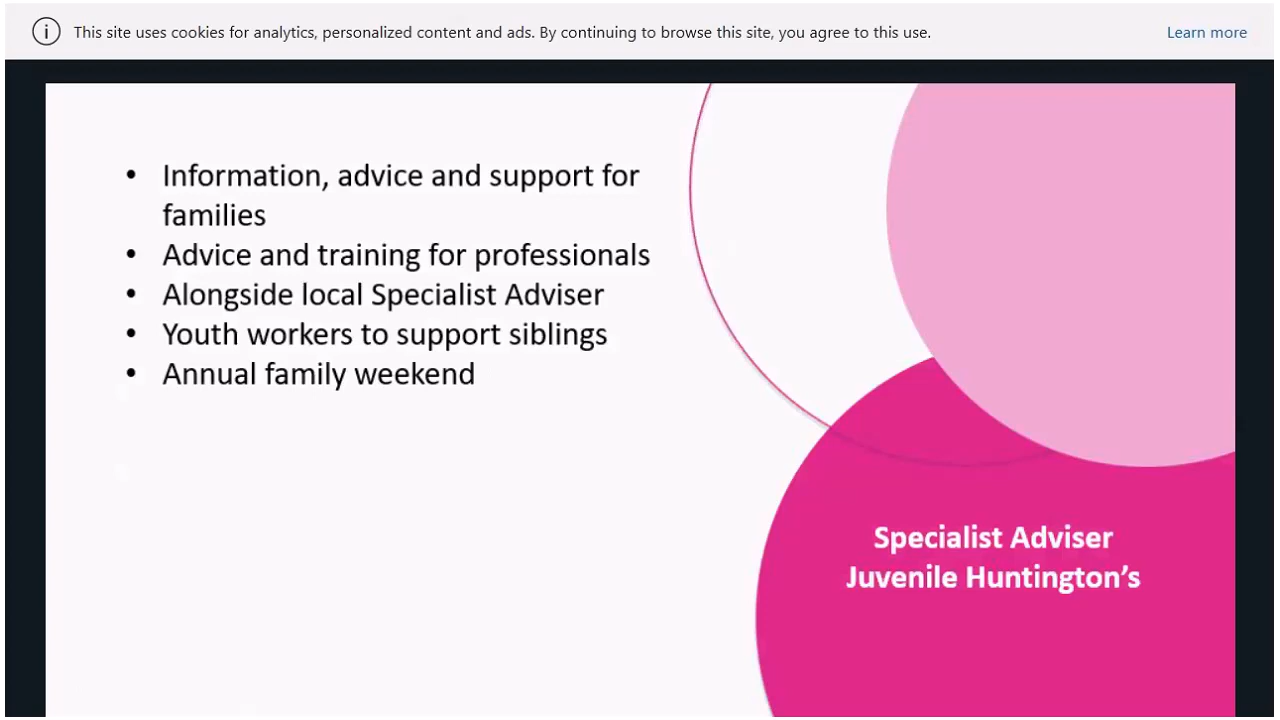 This site uses cookies for analytics, personalized content and ads. By continuing to browse this site, you agree to this use.
Learn more
• Information, advice and support for
families
• Advice and training for professionals
• Alongside local Specialist Adviser
• Youth workers to support siblings
• Annual family weekend
Specialist Adviser
Juvenile Huntington’s